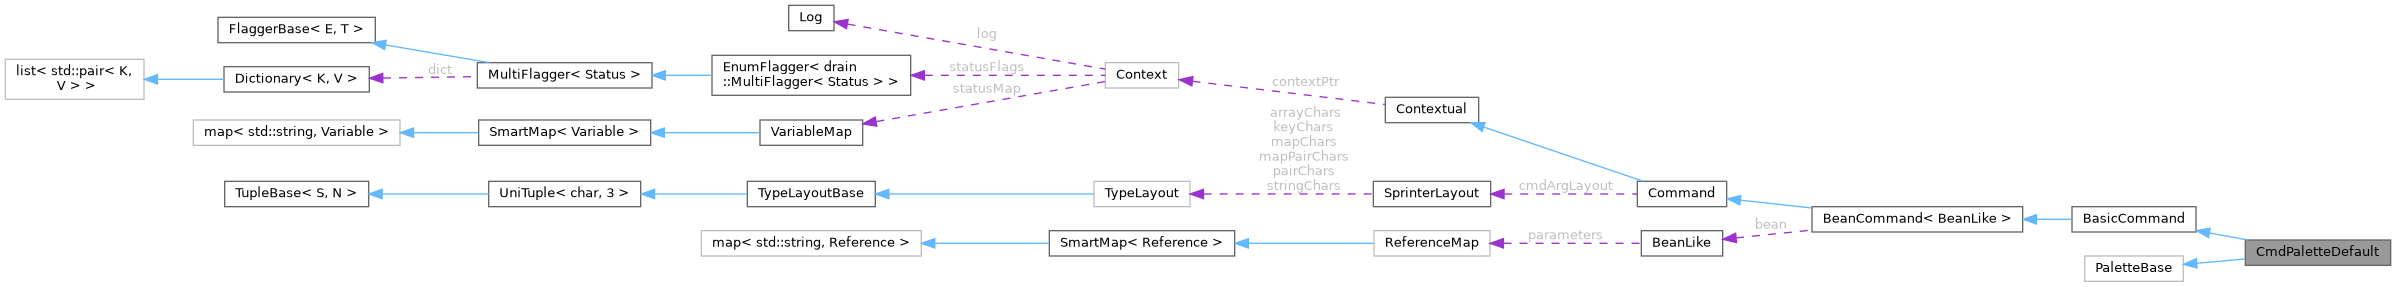 Log
FlaggerBase< E, T >
log
list< std::pair< K,
V > >
Dictionary< K, V >
dict
MultiFlagger< Status >
EnumFlagger< drain
::MultiFlagger< Status > >
statusFlags
statusMap
Context
contextPtr
Contextual
map< std::string, Variable >
SmartMap< Variable >
VariableMap
arrayChars
keyChars
mapChars
mapPairChars
pairChars
stringChars
TupleBase< S, N >
UniTuple< char, 3 >
TypeLayoutBase
TypeLayout
SprinterLayout
cmdArgLayout
Command
BeanCommand< BeanLike >
BasicCommand
map< std::string, Reference >
SmartMap< Reference >
ReferenceMap
parameters
BeanLike
bean
CmdPaletteDefault
PaletteBase